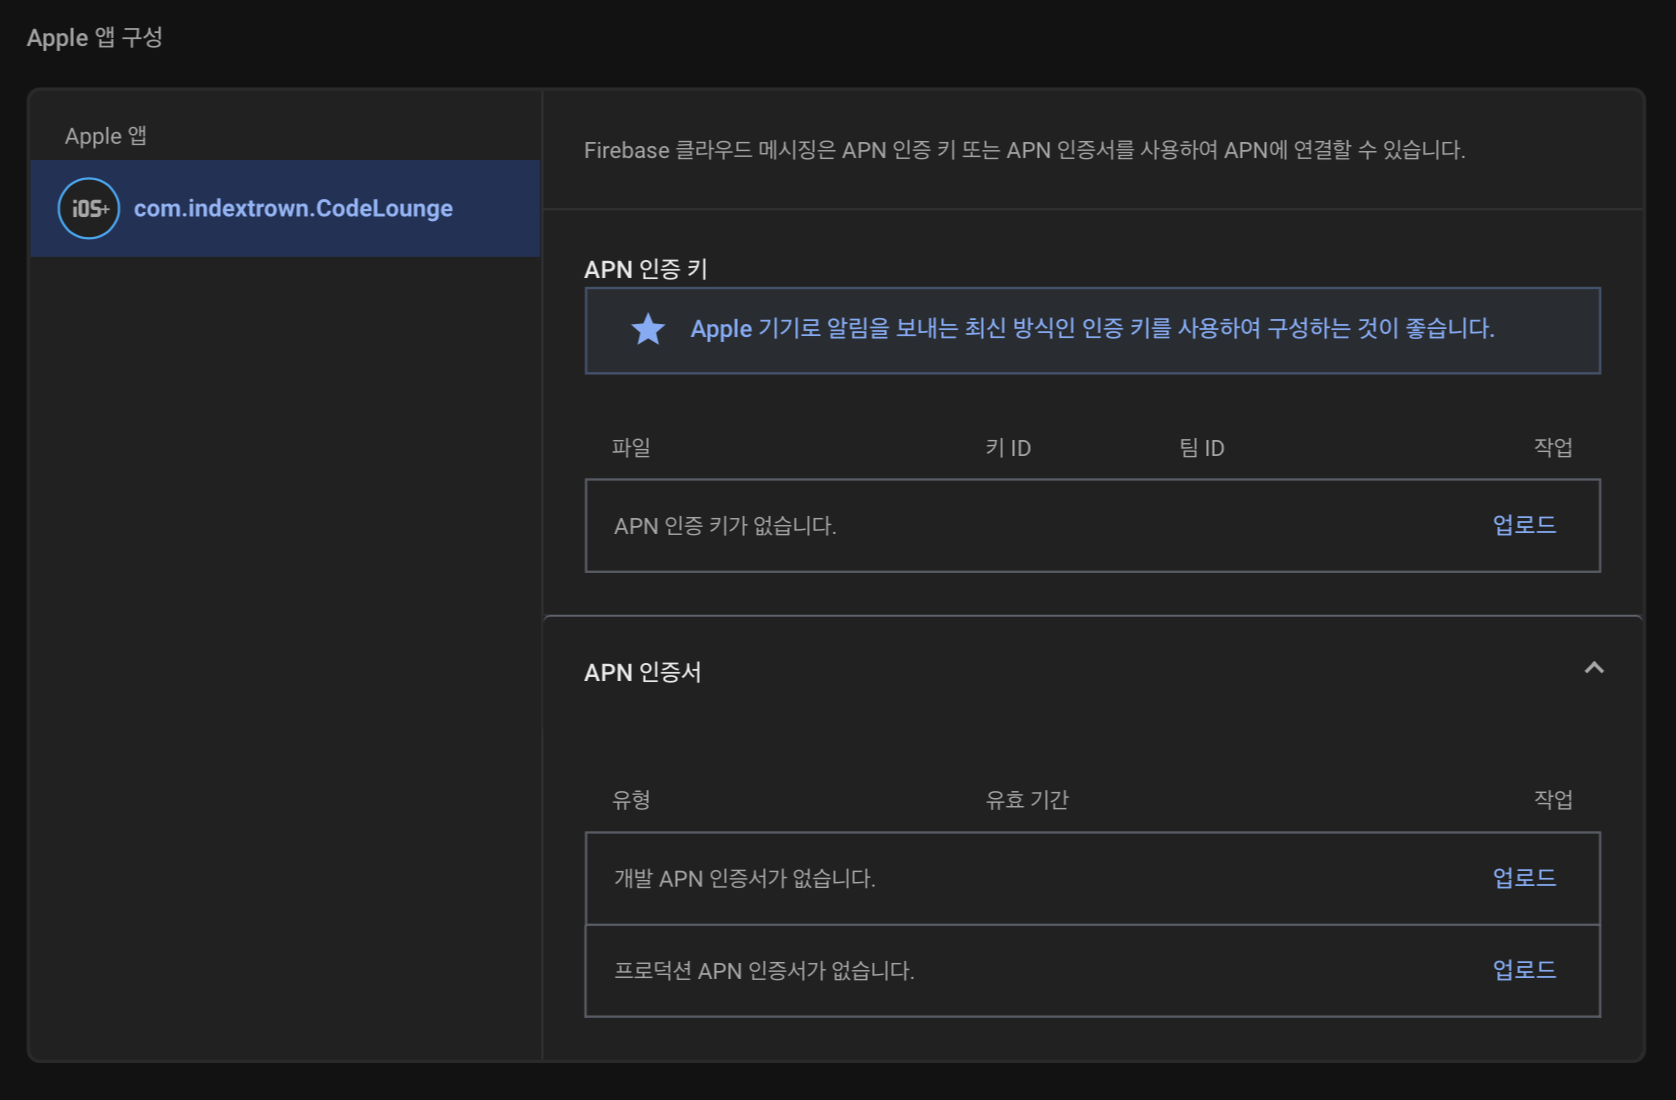 Apple 앱 구성
Apple 앱
iOS+
com.indextrown.CodeLounge
Firebase 클라우드 메시징은 APN 인증 키 또는 APN 인증서를 사용하여 APN에 연결할 수 있습니다.
APN 인증 키
Apple 기기로 알림을 보내는 최신 방식인 인증 키를 사용하여 구성하는 것이 좋습니다.
파일 키 ID 팀 ID 작업
APN 인증 키가 없습니다. 업로드
APN 인증서
유형 유효 기간 작업
개발 APN 인증서가 없습니다. 업로드
프로덕션 APN 인증서가 없습니다. 업로드